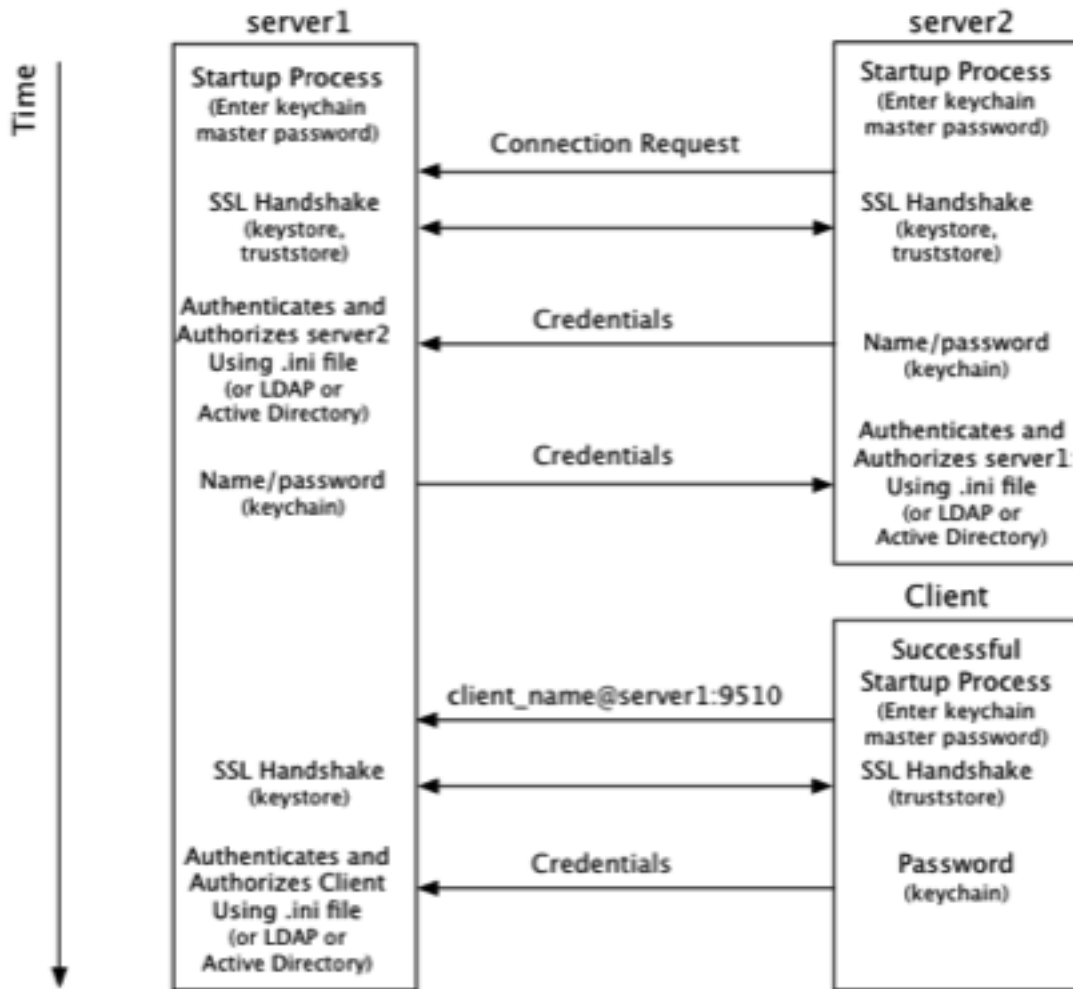 server1
server2
Time
Startup Process
(Enter keychain
master password)
Startup Process
(Enter keychain
master password)
Connection Request
SSL Handshake
(keystore,
truststore)
SSL Handshake
(keystore,
truststore)
Authenticates and
Authorizes server2
Using .ini file
(or LDAP or
Active Directory)
Credentials
Name/password
(keychain)
Name/password
(keychain)
Credentials
Authenticates and
Authorizes server1:
Using .ini file
(or LDAP or
Active Directory)
Client
Successful
Startup Process
(Enter keychain
master password)
client_name@server1:9510
SSL Handshake
(keystore)
SSL Handshake
(truststore)
Authenticates and
Authorizes Client
Using .ini file
(or LDAP or
Active Directory)
Credentials
Password
(keychain)